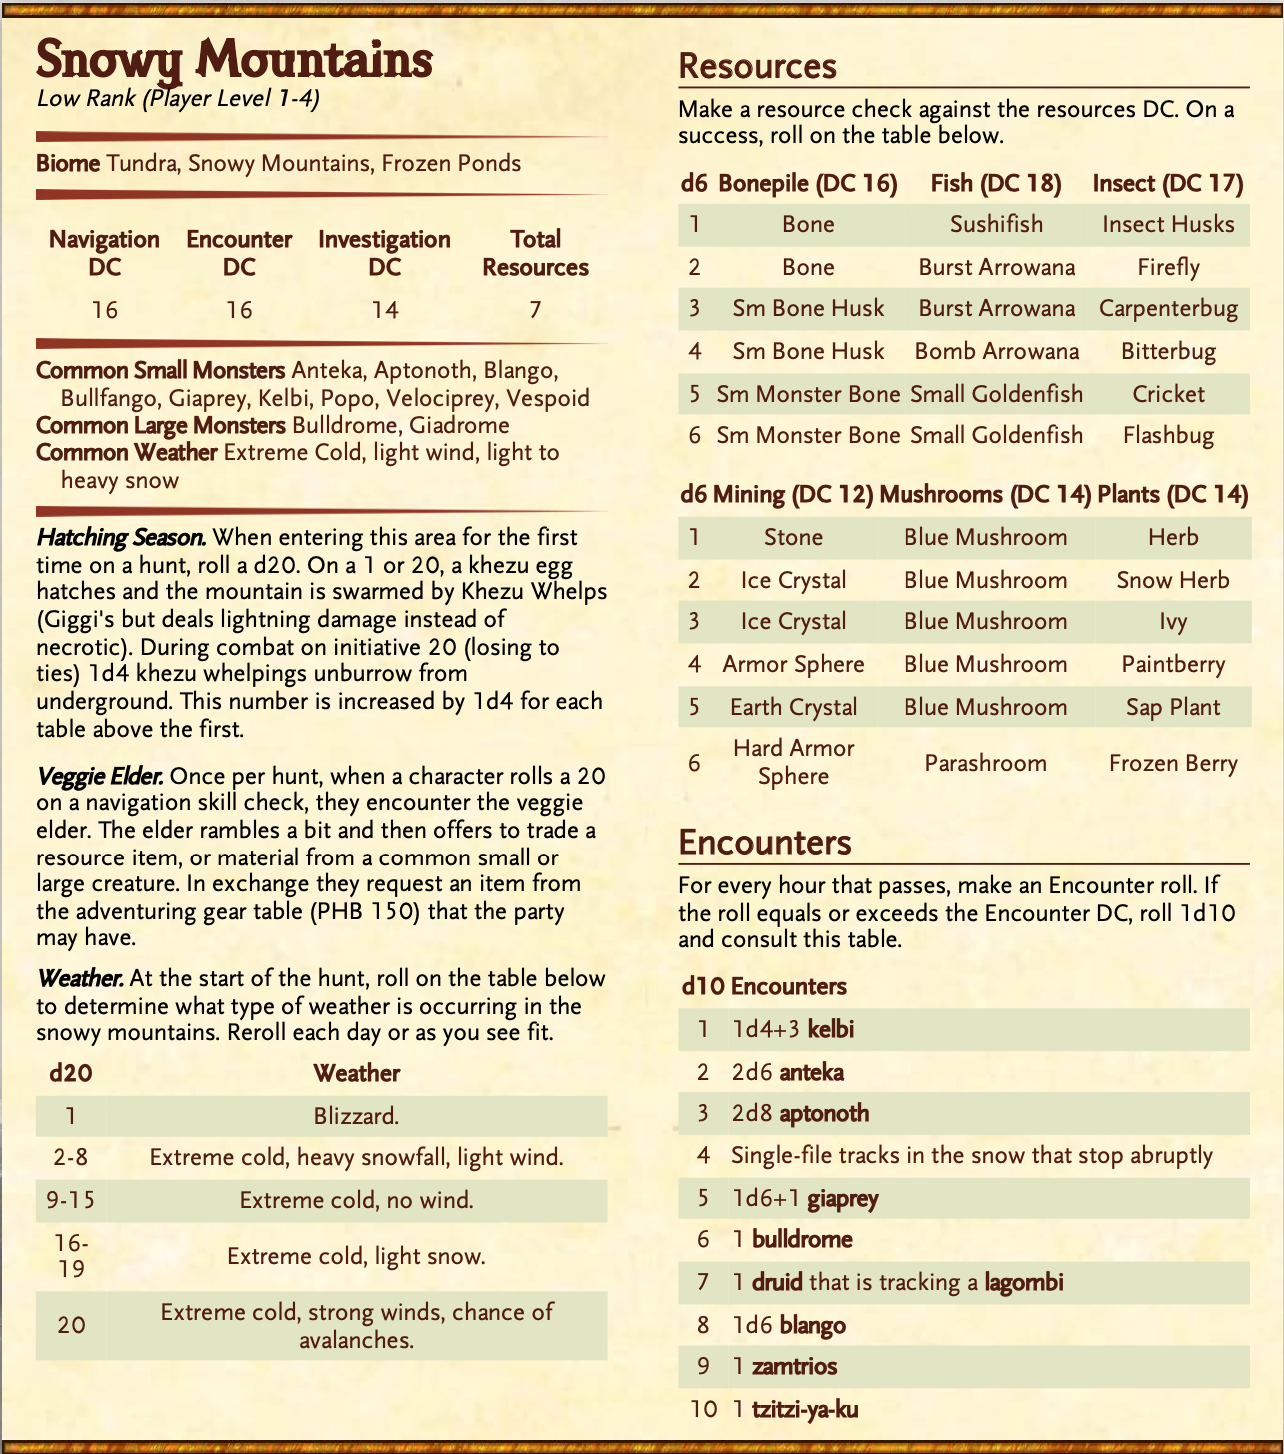 Snowy Mountains
Low Rank (Player Level 1-4)
Biome Tundra, Snowy Mountains, Frozen Ponds
Navigation DC Encounter DC Investigation DC Total Resources
16 16 14 7
Common Small Monsters Anteka, Aptonoth, Blango,
Bullfango, Giaprey, Kelbi, Popo, Velociprey, Vespoid
Common Large Monsters Bulldrome, Giadrome
Common Weather Extreme Cold, light wind, light to
heavy snow
Hatching Season. When entering this area for the first
time on a hunt, roll a d20. On a 1 or 20, a khezu egg
hatches and the mountain is swarmed by Khezu Whelps
(Giggi's but deals lightning damage instead of
necrotic). During combat on initiative 20 (losing to
ties) 1d4 khezu whelpings unburrow from
underground. This number is increased by 1d4 for each
table above the first.
Veggie Elder. Once per hunt, when a character rolls a 20
on a navigation skill check, they encounter the veggie
elder. The elder rambles a bit and then offers to trade a
resource item, or material from a common small or
large creature. In exchange they request an item from
the adventuring gear table (PHB 150) that the party
may have.
Weather. At the start of the hunt, roll on the table below
to determine what type of weather is occurring in the
snowy mountains. Reroll each day or as you see fit.
d20 Weather
1 Blizzard.
2-8 Extreme cold, heavy snowfall, light wind.
9-15 Extreme cold, no wind.
16-
19 Extreme cold, light snow.
20 Extreme cold, strong winds, chance of
avalanches.
Resources
Make a resource check against the resources DC. On a
success, roll on the table below.
d6 Bonepile (DC 16) Fish (DC 18) Insect (DC 17)
1 Bone Sushifish Insect Husks
2 Bone Burst Arrowana Firefly
3 Sm Bone Husk Burst Arrowana Carpenterbug
4 Sm Bone Husk Bomb Arrowana Bitterbug
5 Sm Monster Bone Small Goldenfish Cricket
6 Sm Monster Bone Small Goldenfish Flashbug
d6 Mining (DC 12) Mushrooms (DC 14) Plants (DC 14)
1 Stone Blue Mushroom Herb
2 Ice Crystal Blue Mushroom Snow Herb
3 Ice Crystal Blue Mushroom Ivy
4 Armor Sphere Blue Mushroom Paintberry
5 Earth Crystal Blue Mushroom Sap Plant
6 Hard Armor Sphere Parashroom Frozen Berry
Encounters
For every hour that passes, make an Encounter roll. If
the roll equals or exceeds the Encounter DC, roll 1d10
and consult this table.
d10 Encounters
1 1d4+3 kelbi
2 2d6 anteka
3 2d8 aptonoth
4 Single-file tracks in the snow that stop abruptly
5 1d6+1 giaprey
6 1 bulldrome
7 1 druid that is tracking a lagombi
8 1d6 blango
9 1 zamtrios
10 1 tzitzi-ya-ku